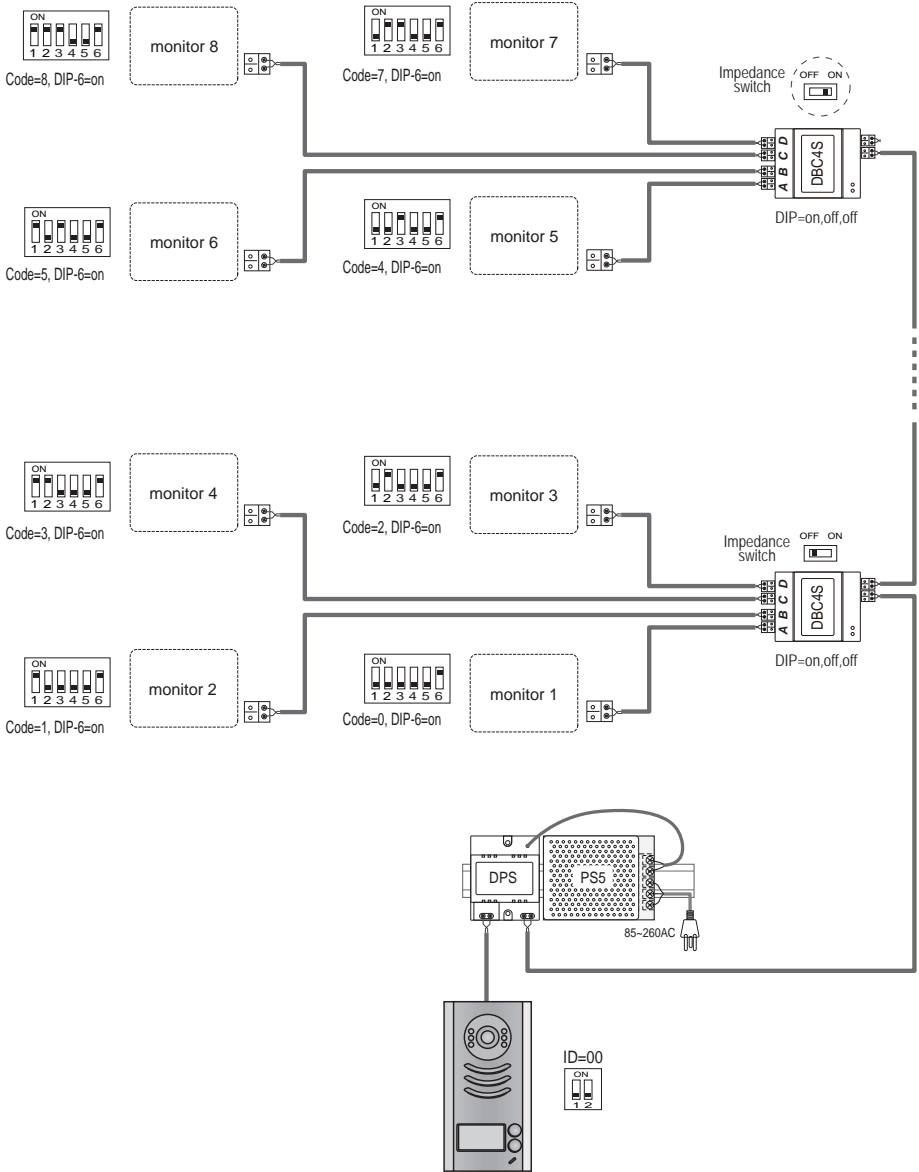 ON
1 2 3 4 5 6
Code=8, DIP-6=on
monitor 8
ON
1 2 3 4 5 6
Code=7, DIP-6=on
monitor 7
Impedance
switch
OFF ON
A B C D
DBC4S
DIP=on,off,off
ON
1 2 3 4 5 6
Code=5, DIP-6=on
monitor 6
ON
1 2 3 4 5 6
Code=4, DIP-6=on
monitor 5
ON
1 2 3 4 5 6
Code=3, DIP-6=on
monitor 4
ON
1 2 3 4 5 6
Code=2, DIP-6=on
monitor 3
Impedance
switch
OFF ON
A B C D
DBC4S
DIP=on,off,off
ON
1 2 3 4 5 6
Code=1, DIP-6=on
monitor 2
ON
1 2 3 4 5 6
Code=0, DIP-6=on
monitor 1
DPS
PS5
85~260AC
ID=00
ON
1 2